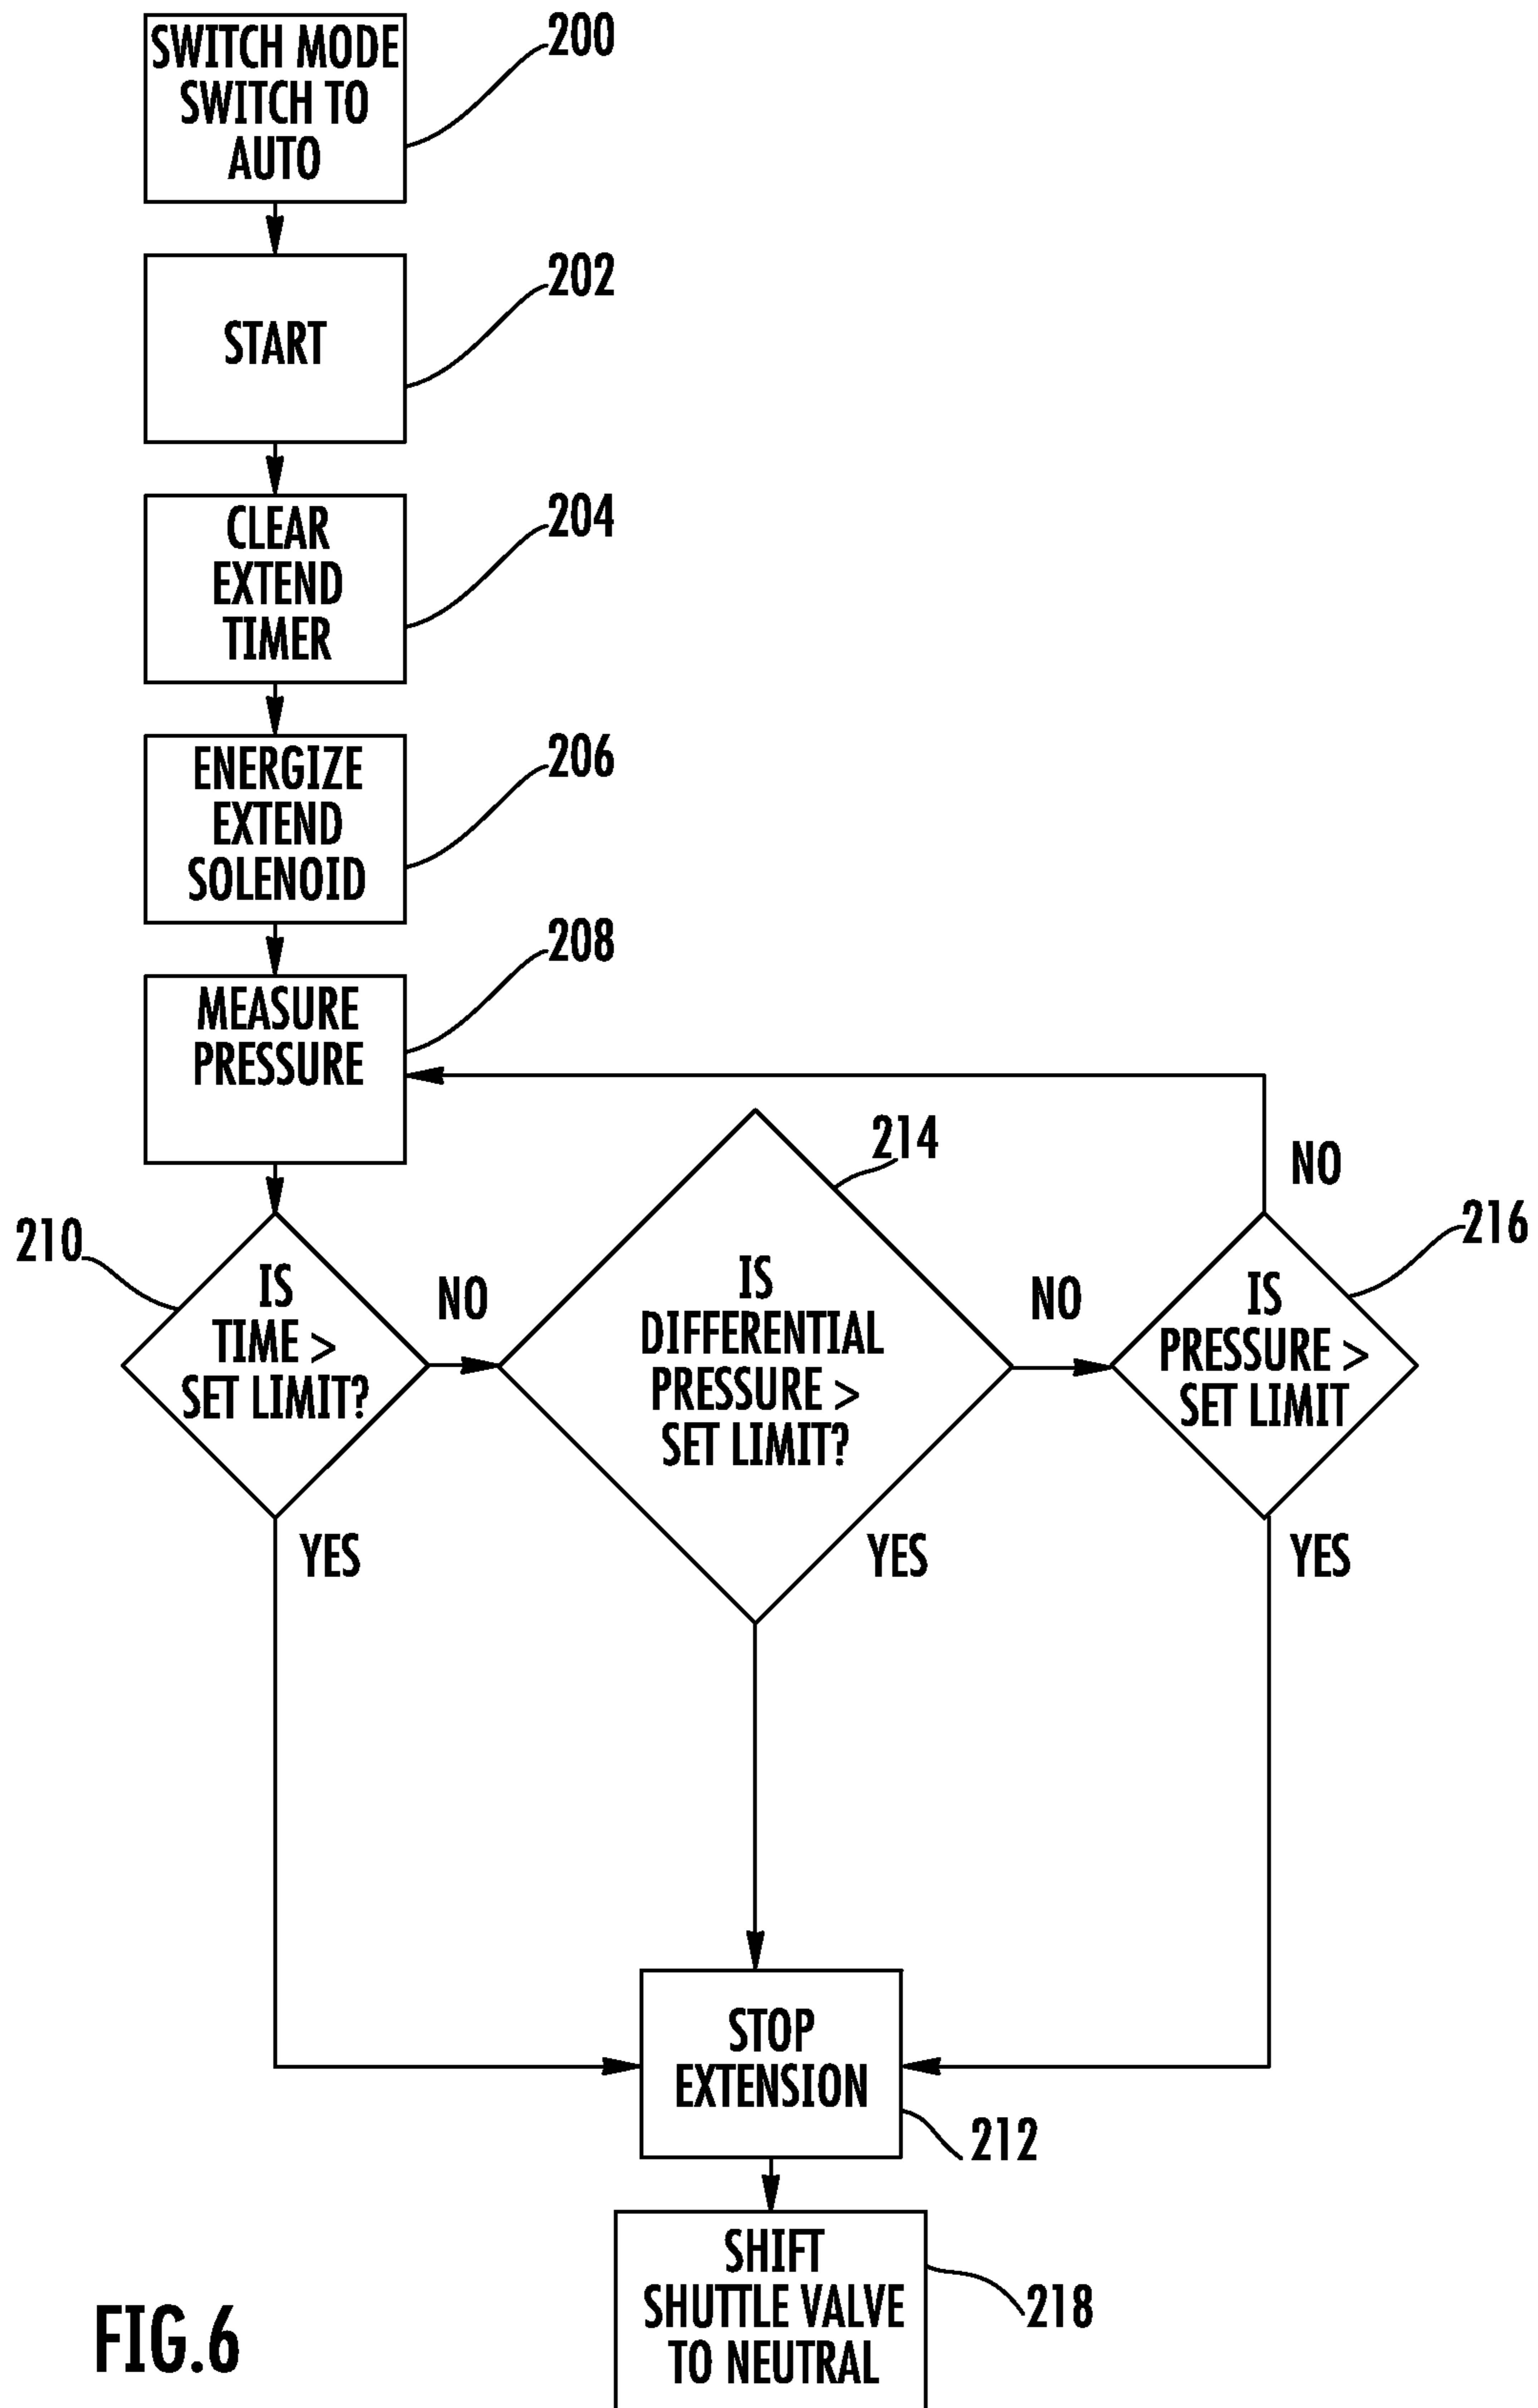 SWITCH MODE
SWITCH TO
AUTO
200
START
202
CLEAR
EXTEND
TIMER
204
ENERGIZE
EXTEND
SOLENOID
206
MEASURE
PRESSURE
208
210
IS
TIME >
SET LIMIT?
NO
YES
214
IS
DIFFERENTIAL
PRESSURE >
SET LIMIT?
NO
YES
216
IS
PRESSURE >
SET LIMIT
NO
YES
STOP
EXTENSION
212
SHIFT
SHUTTLE VALVE
TO NEUTRAL
218
FIG.6